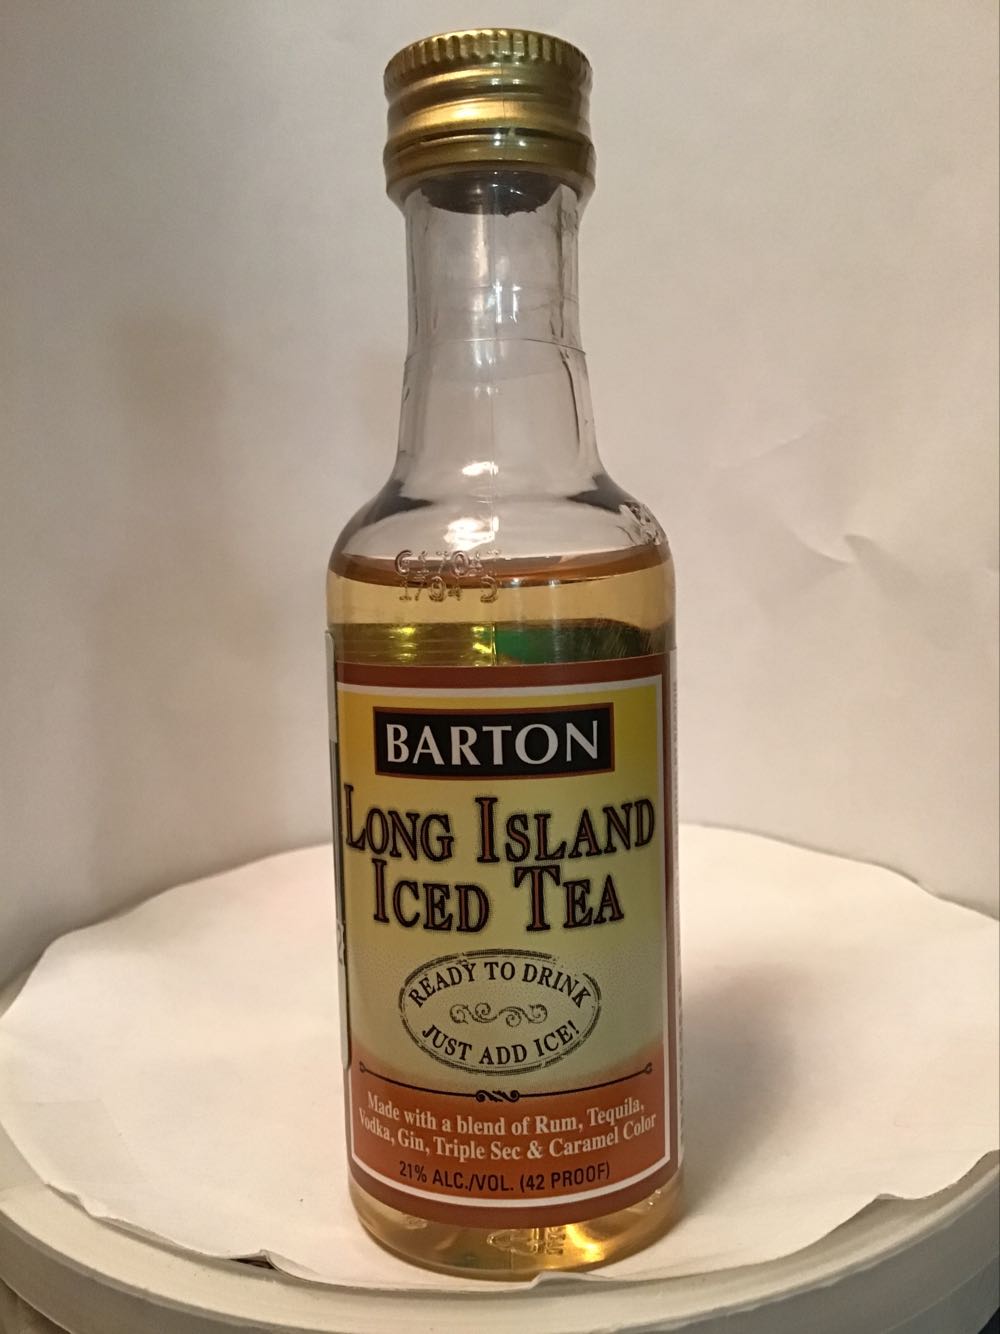 1704
BARTON
LONG ISLAND
ICED TEA
READY TO DRINK
JUST ADD ICE!
Made with a blend of Rum, Tequila,
Vodka, Gin, Triple Sec & Caramel Color
21% ALC./VOL. (42 PROOF)